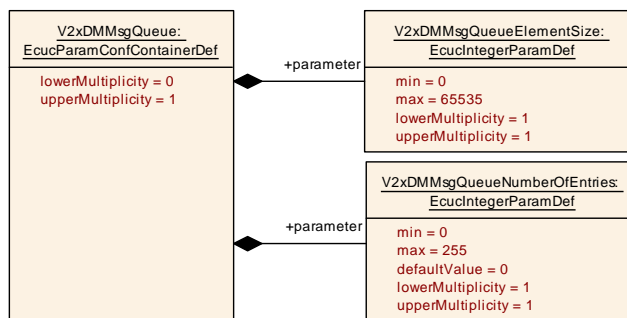 V2xDMMsgQueue:
EcucParamConfContainerDef
lowerMultiplicity = 0
upperMultiplicity = 1
+parameter
V2xDMMsgQueueElementSize:
EcucIntegerParamDef
min = 0
max = 65535
lowerMultiplicity = 1
upperMultiplicity = 1
+parameter
V2xDMMsgQueueNumberOfEntries:
EcucIntegerParamDef
min = 0
max = 255
defaultValue = 0
lowerMultiplicity = 1
upperMultiplicity = 1